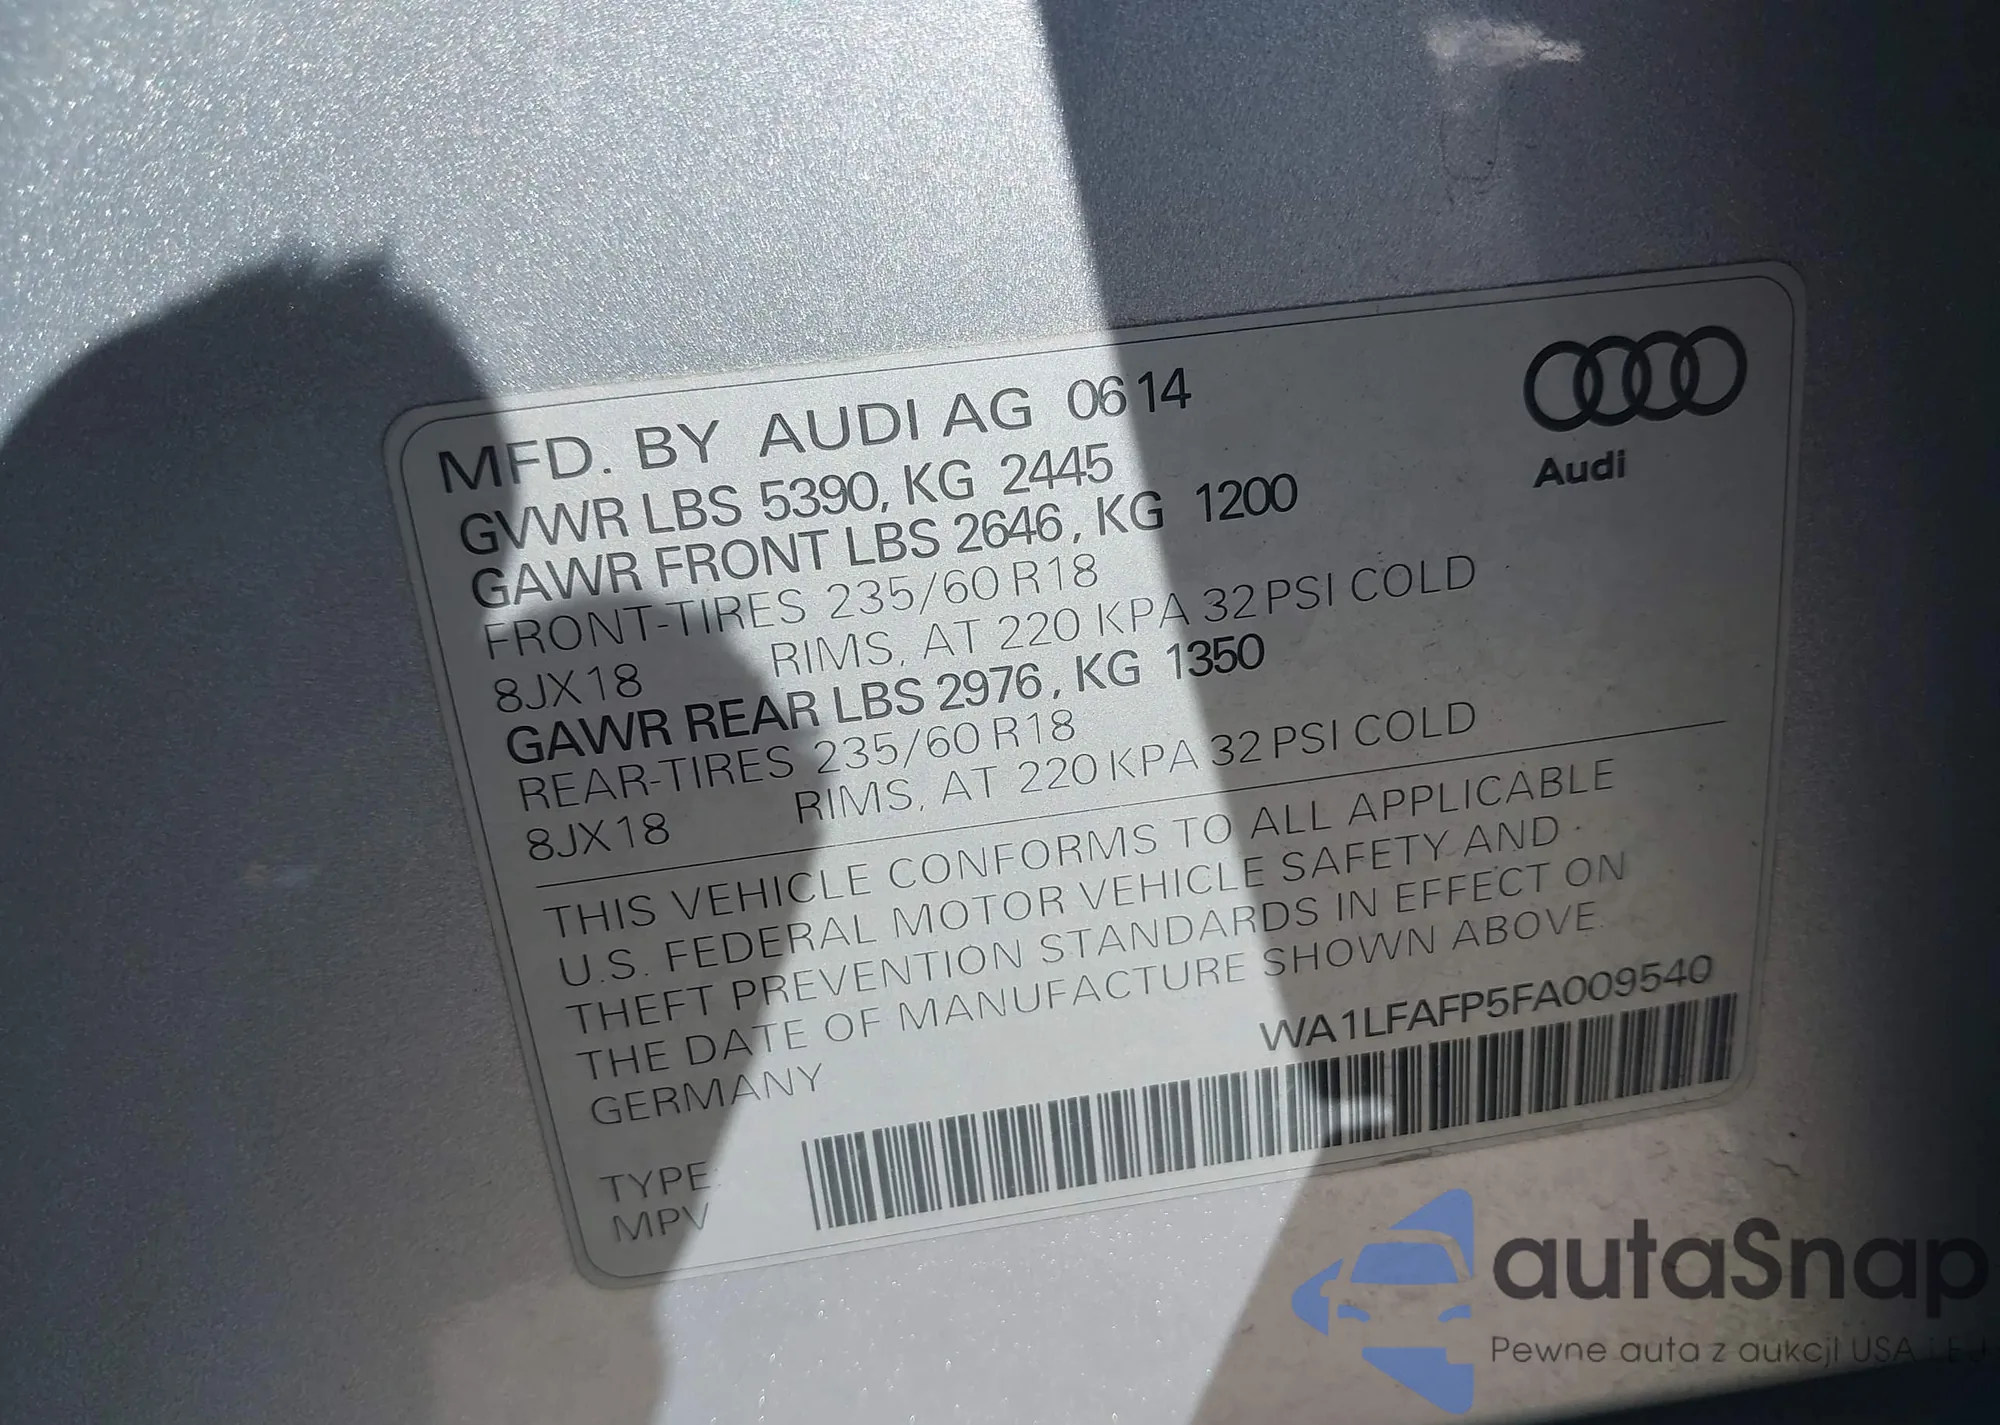 MFD. BY AUDI AG 0614
GVWR LBS 5390, KG 2445
GAWR FRONT LBS 2646, KG 1200
FRONT-TIRES 235/60 R18
8JX18 RIMS, AT 220 KPA 32 PSI COLD
GAWR REAR LBS 2976, KG 1350
REAR-TIRES 235/60 R18
8JX18 RIMS, AT 220 KPA 32 PSI COLD
Audi
THIS VEHICLE CONFORMS TO ALL APPLICABLE
U.S. FEDERAL MOTOR VEHICLE SAFETY AND
THEFT PREVENTION STANDARDS IN EFFECT ON
THE DATE OF MANUFACTURE SHOWN ABOVE.
GERMANY
WA1LFAFP5FA009540
TYPE:
MPV
autaSnap
Pewne auta z aukcji USA i EU